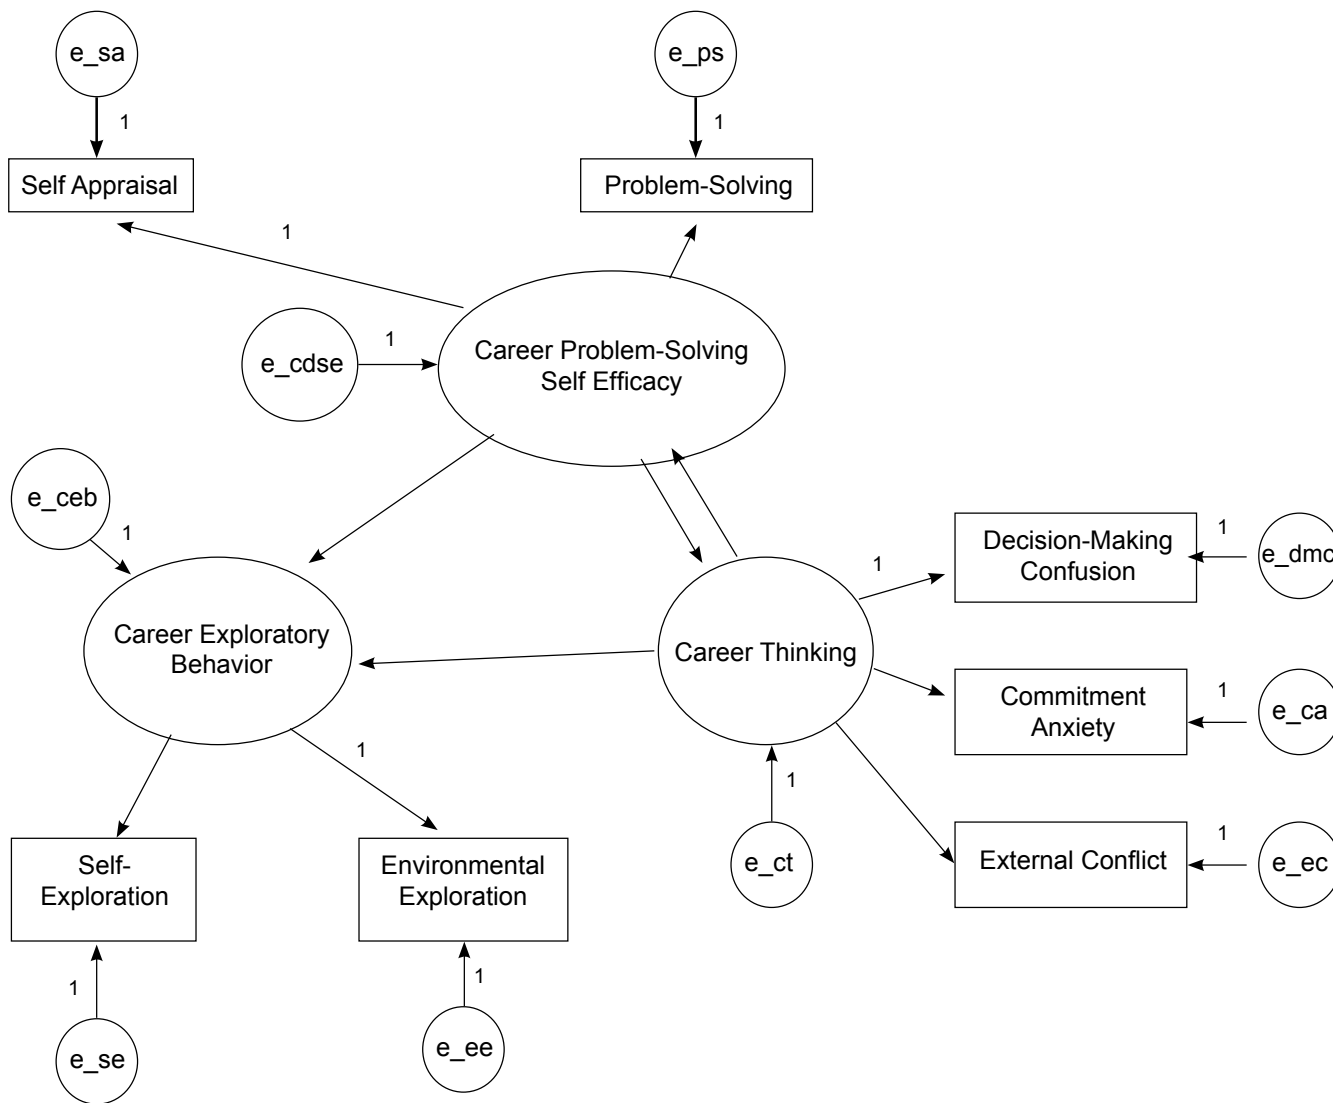 e_sa
e_ps
1
1
Self Appraisal
Problem-Solving
1
1
e_cdse
Career Problem-Solving
Self Efficacy
e_ceb
1
Decision-Making
Confusion
1
e_dmc
1
Career Exploratory
Behavior
Career Thinking
Commitment
Anxiety
1
e_ca
1
1
e_ct
External Conflict
1
e_ec
Self-
Exploration
Environmental
Exploration
1
1
e_se
e_ee